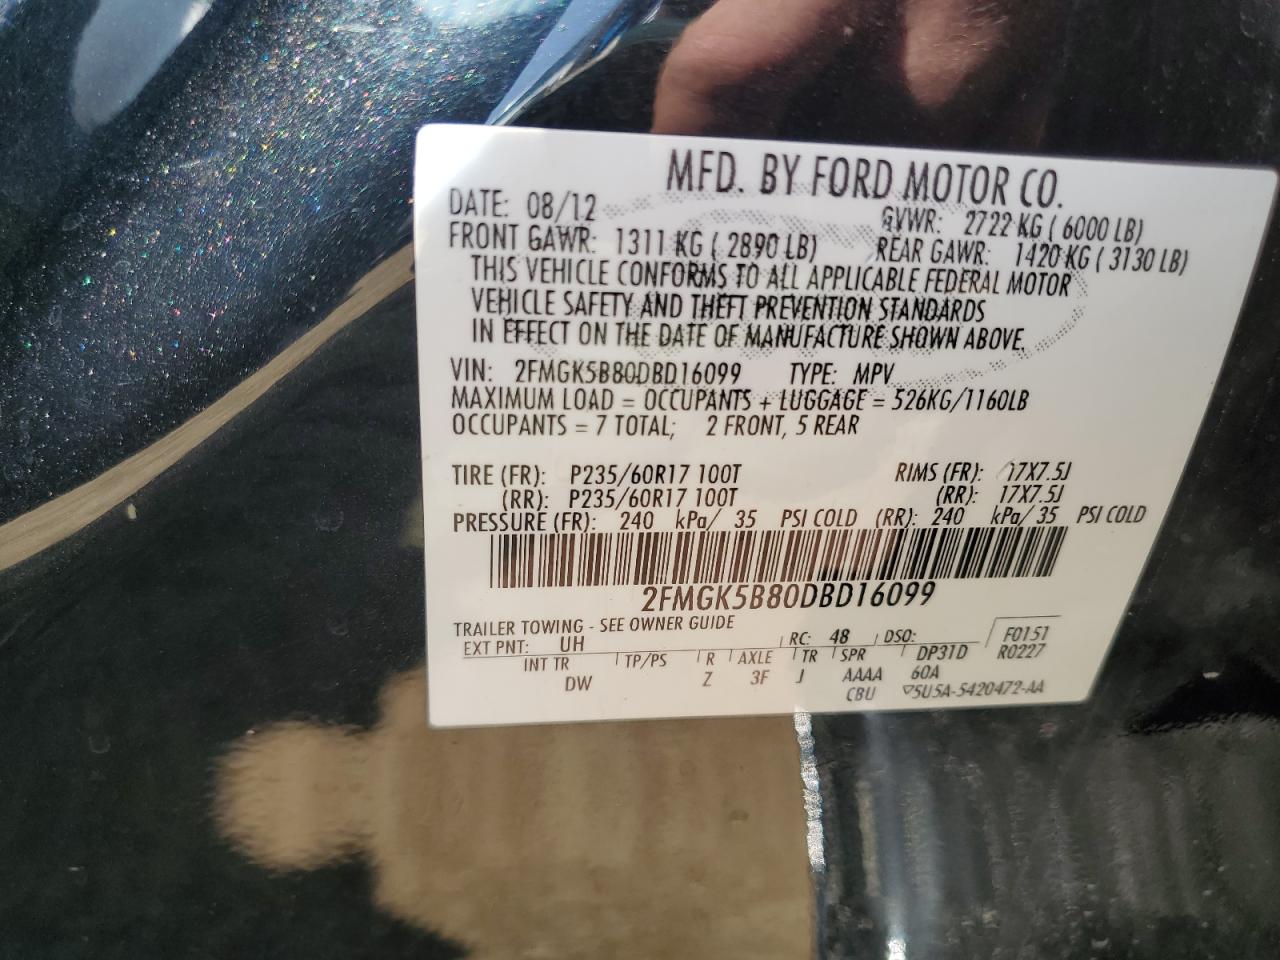 MFD. BY FORD MOTOR CO.
DATE: 08/12 GVWR: 2722 KG ( 6000 LB)
FRONT GAWR: 1311 KG ( 2890 LB) REAR GAWR: 1420 KG ( 3130 LB)
THIS VEHICLE CONFORMS TO ALL APPLICABLE FEDERAL MOTOR
VEHICLE SAFETY AND THEFT PREVENTION STANDARDS
IN EFFECT ON THE DATE OF MANUFACTURE SHOWN ABOVE.
VIN: 2FMGK5B80DBD16099 TYPE: MPV
MAXIMUM LOAD = OCCUPANTS + LUGGAGE = 526KG/1160LB
OCCUPANTS = 7 TOTAL; 2 FRONT, 5 REAR
TIRE (FR): P235/60R17 100T RIMS (FR): 17X7.5J
(RR): P235/60R17 100T (RR): 17X7.5J
PRESSURE (FR): 240 kPa/ 35 PSI COLD (RR): 240 kPa/ 35 PSI COLD
2FMGK5B80DBD16099
TRAILER TOWING - SEE OWNER GUIDE
EXT PNT: UH RC: 48 DSO: F0151
INT TR TP/PS R AXLE TR SPR DP31D R0227
DW Z 3F J AAAA 60A
CBU 5U5A-5420472-AA